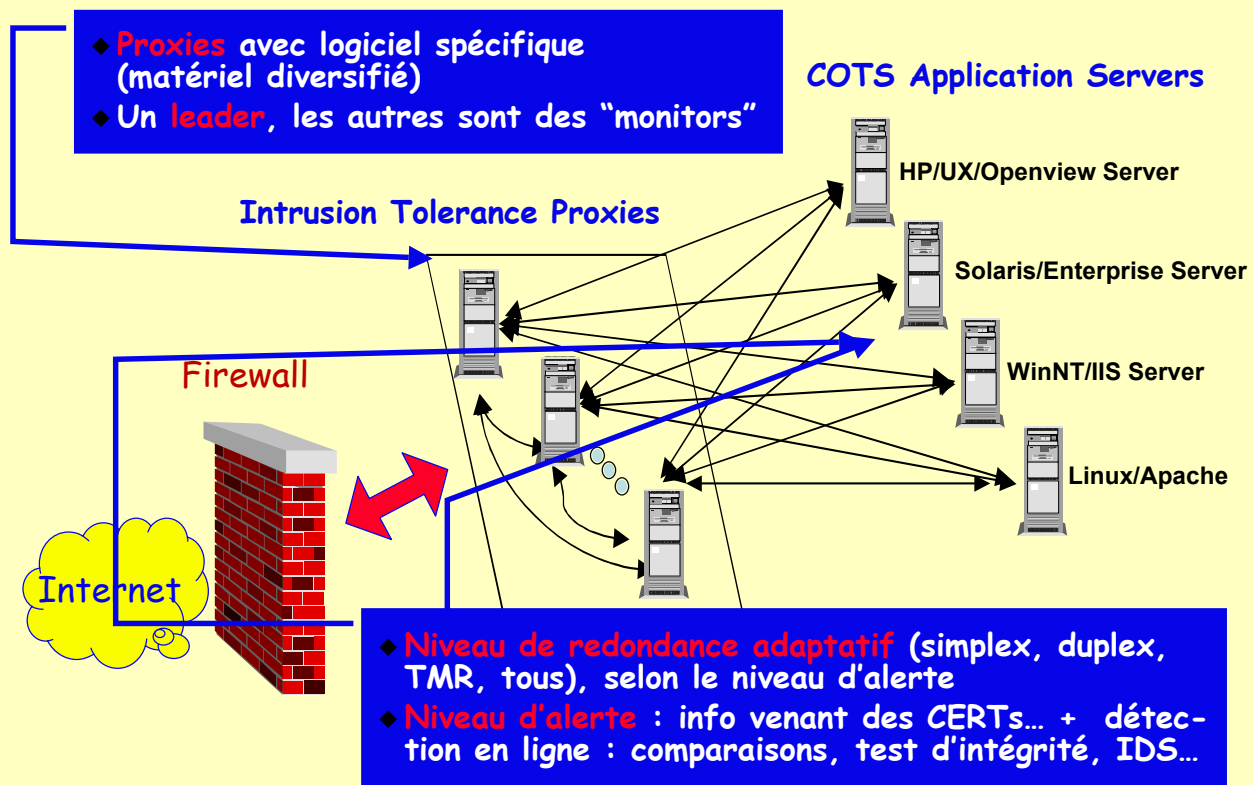 ◆ Proxies avec logiciel spécifique
(matériel diversifié)
◆ Un leader, les autres sont des “monitors”
COTS Application Servers
HP/UX/Openview Server
Intrusion Tolerance Proxies
Solaris/Enterprise Server
Firewall
WinNT/IIS Server
Linux/Apache
Internet
◆ Niveau de redondance adaptatif (simplex, duplex,
TMR, tous), selon le niveau d’alerte
◆ Niveau d’alerte : info venant des CERTs… + détec-
tion en ligne : comparaisons, test d’intégrité, IDS…